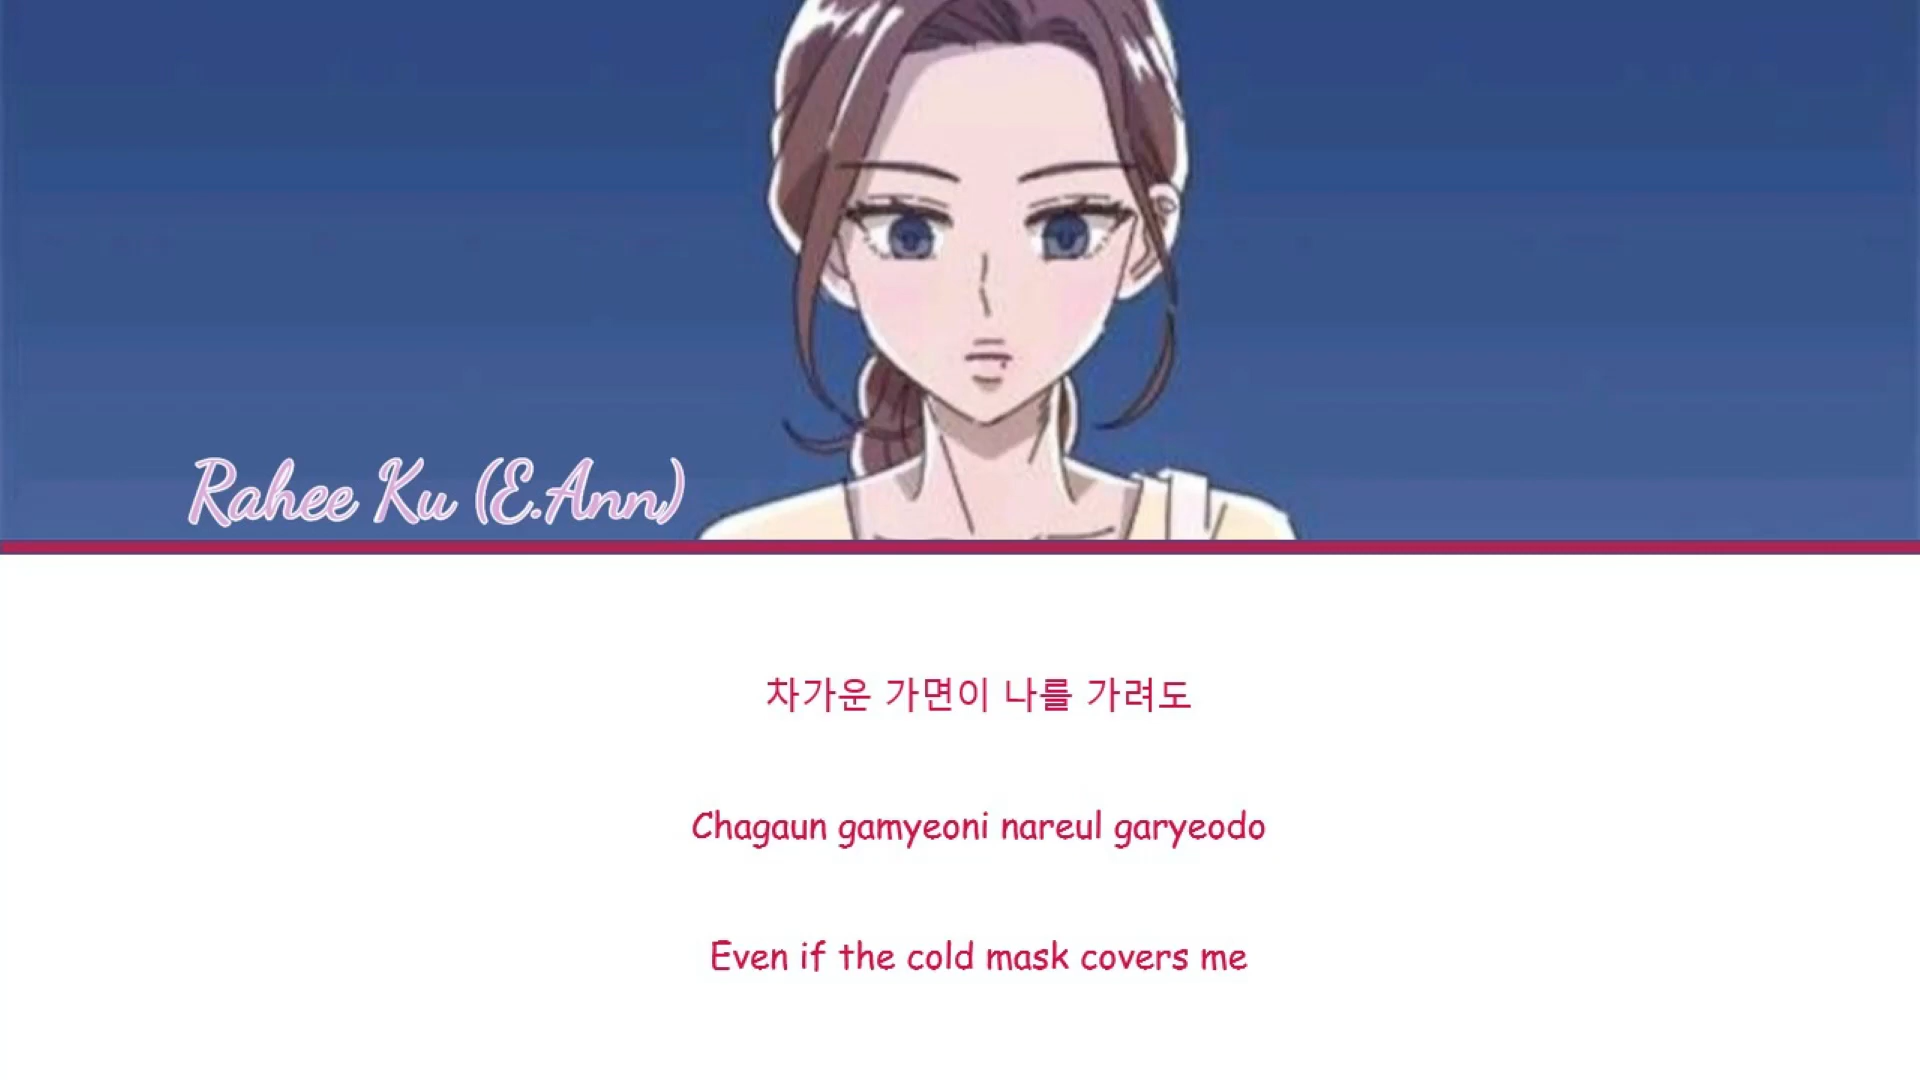 Rahee Ku (E.Ann)
차가운 가면이 나를 가려도
Chagaun gamyeoni nareul garyeodo
Even if the cold mask covers me